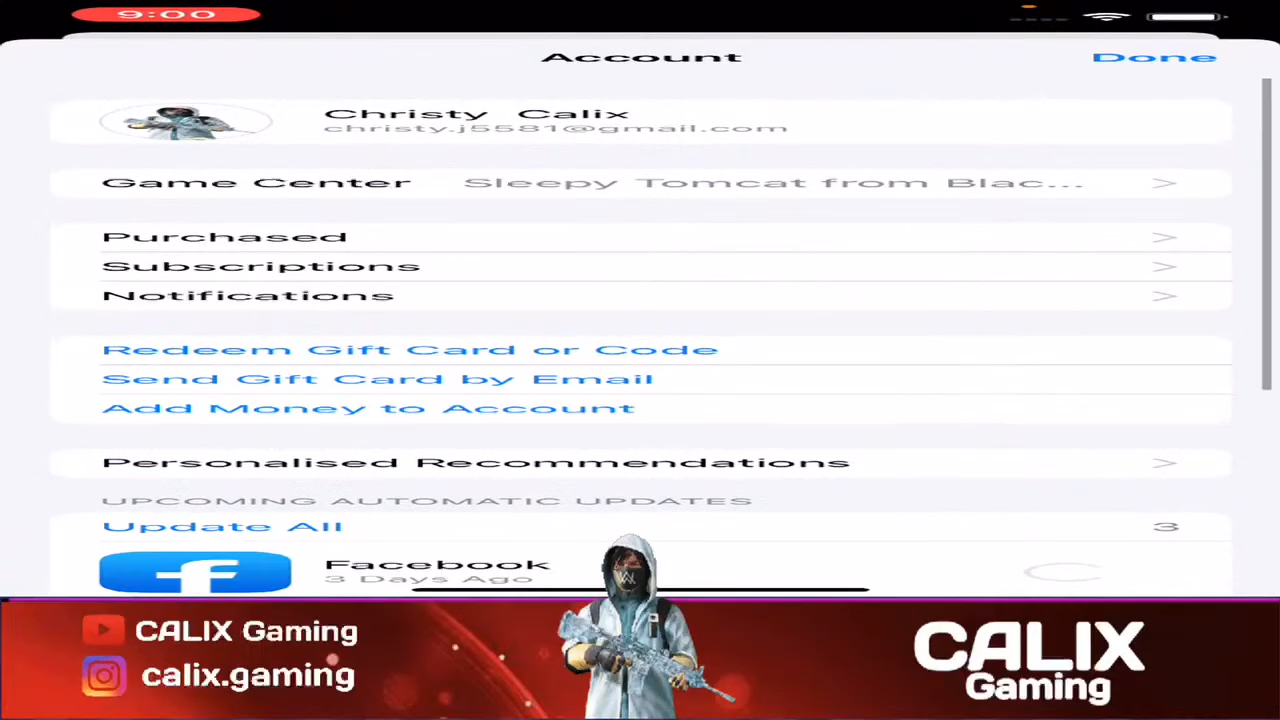 9:00
Account
Done
Christy Calix
christy.j5581@gmail.com
Game Center Sleepy Tomcat from Blac... >
Purchased >
Subscriptions >
Notifications >
Redeem Gift Card or Code
Send Gift Card by Email
Add Money to Account
Personalised Recommendations >
UPCOMING AUTOMATIC UPDATES
Update All 3
Facebook
3 Days Ago
CALIX Gaming
calix.gaming
CALIX
Gaming